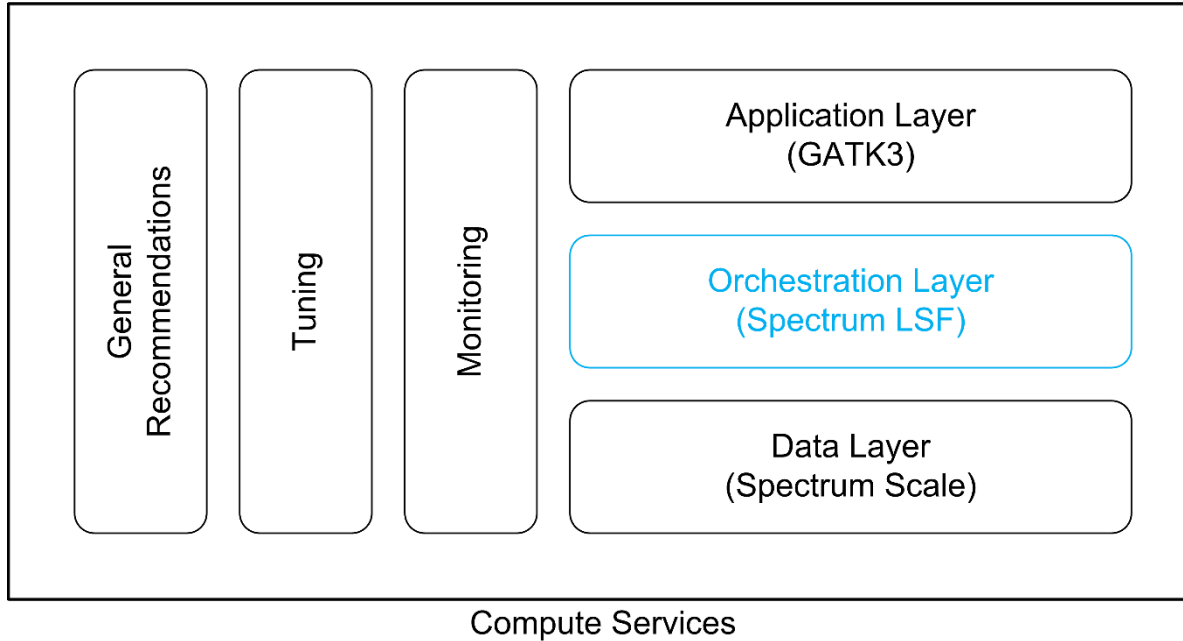 General
Recommendations
Tuning
Monitoring
Application Layer
(GATK3)
Orchestration Layer
(Spectrum LSF)
Data Layer
(Spectrum Scale)
Compute Services